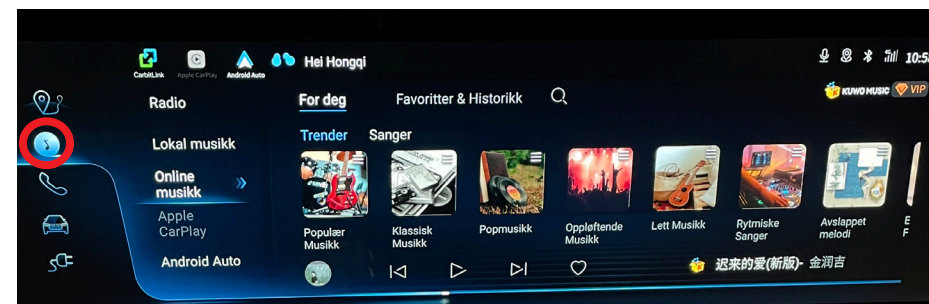 CarbitLink
Apple CarPlay
Android Auto
Hei Hongqi
10:5
Radio
For deg
Favoritter & Historikk
KUWO MUSIC
VIP
Lokal musikk
Trender
Sanger
Online
musikk
Apple
CarPlay
Android Auto
Populær
Musikk
Klassisk
Musikk
Popmusikk
Oppløftende
Musikk
Lett Musikk
Rytmiske
Sanger
Avslappet
melodi
E
F
迟来的爱(新版)- 金润吉